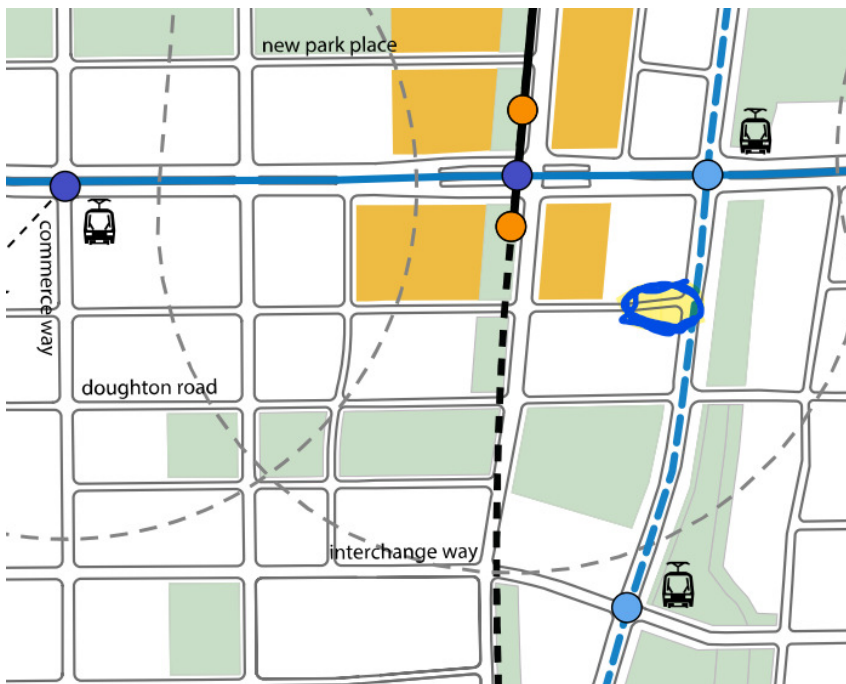 new park place
commerce way
doughton road
interchange way